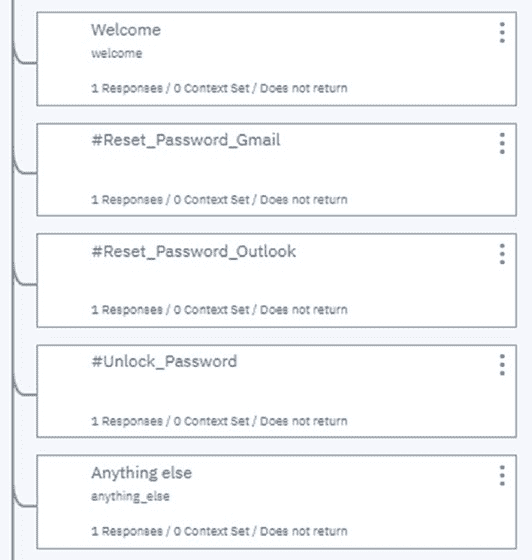 Welcome
welcome
1 Responses / 0 Context Set / Does not return
#Reset_Password_Gmail
1 Responses / 0 Context Set / Does not return
#Reset_Password_Outlook
1 Responses / 0 Context Set / Does not return
#Unlock_Password
1 Responses / 0 Context Set / Does not return
Anything else
anything_else
1 Responses / 0 Context Set / Does not return